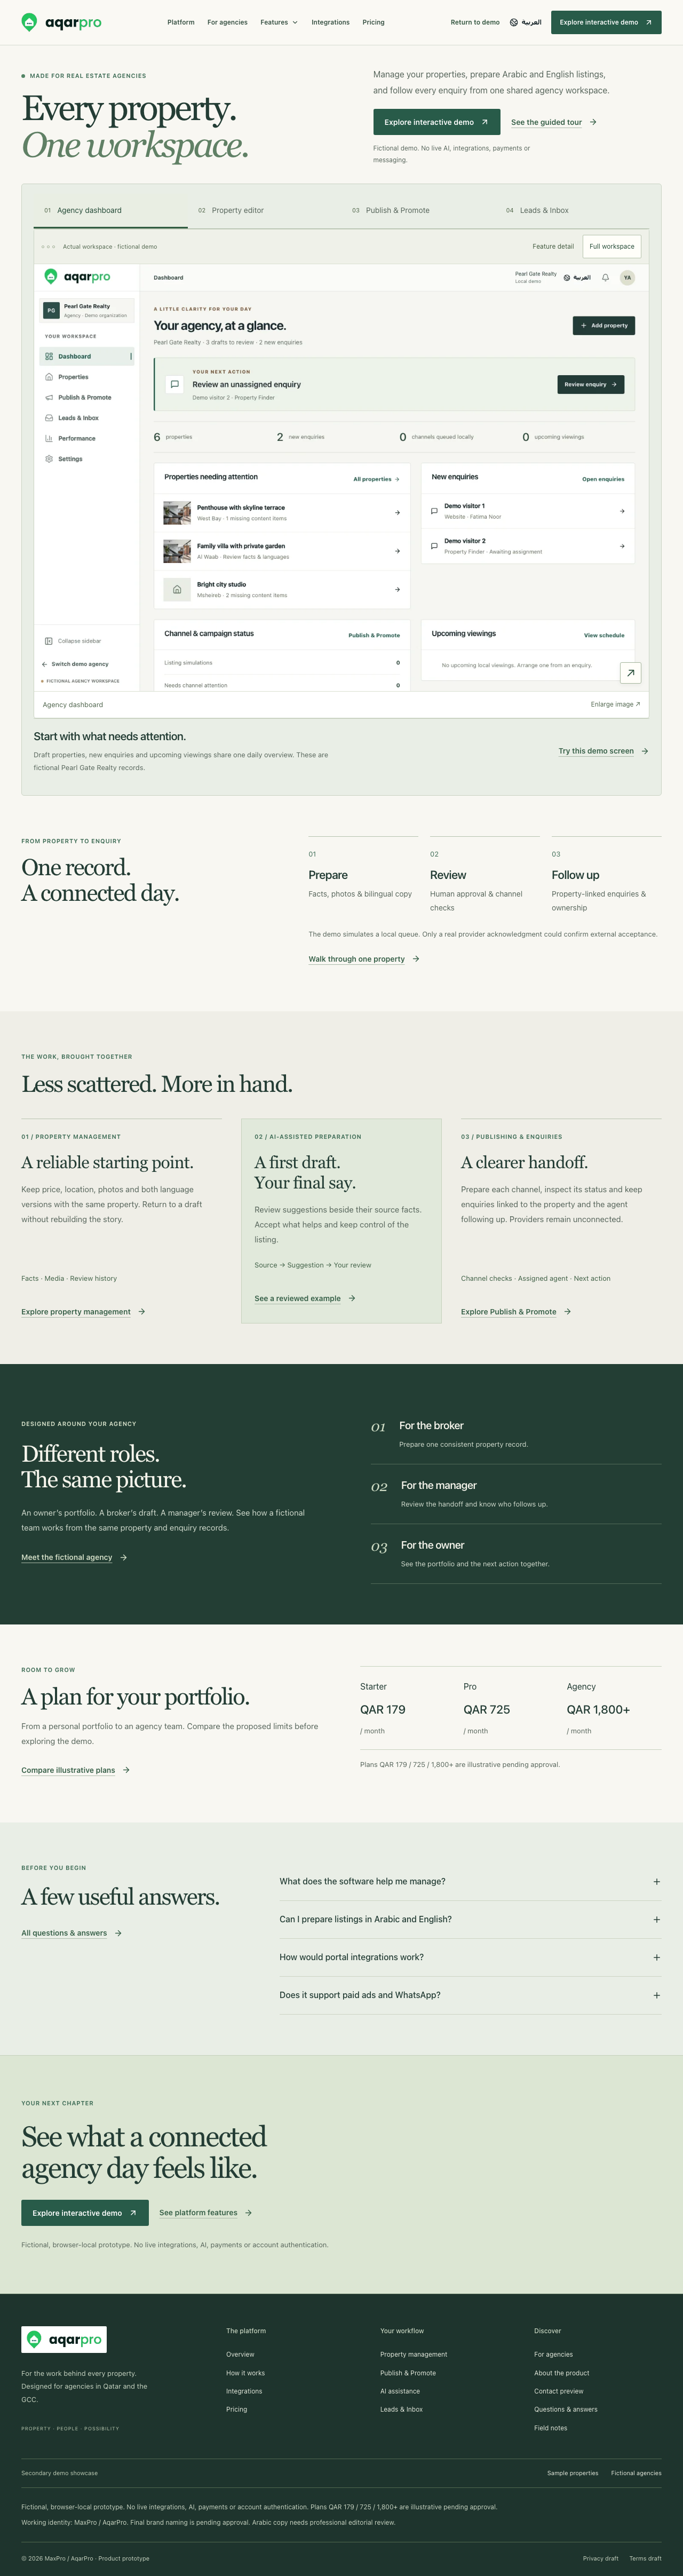 aqarpro
Platform
For agencies
Features
Integrations
Pricing
Return to demo
العربية
Explore interactive demo
MADE FOR REAL ESTATE AGENCIES
Every property.
One workspace.
Manage your properties, prepare Arabic and English listings,
and follow every enquiry from one shared agency workspace.
Explore interactive demo
See the guided tour
Fictional demo. No live AI, integrations, payments or
messaging.
01 Agency dashboard
02 Property editor
03 Publish & Promote
04 Leads & Inbox
Actual workspace · fictional demo
Feature detail
Full workspace
aqarpro
Dashboard
Pearl Gate Realty
Local demo
العربية
YA
PG
Pearl Gate Realty
Agency · Demo organization
YOUR WORKSPACE
Dashboard
Properties
Publish & Promote
Leads & Inbox
Performance
Settings
Collapse sidebar
Switch demo agency
FICTIONAL AGENCY WORKSPACE
A LITTLE CLARITY FOR YOUR DAY
Your agency, at a glance.
Pearl Gate Realty · 3 drafts to review · 2 new enquiries
+ Add property
YOUR NEXT ACTION
Review an unassigned enquiry
Demo visitor 2 · Property Finder
Review enquiry →
6 properties
2 new enquiries
0 channels queued locally
0 upcoming viewings
Properties needing attention
All properties →
Penthouse with skyline terrace
West Bay · 1 missing content items
Family villa with private garden
Al Waab · Review facts & languages
Bright city studio
Msheireb · 2 missing content items
New enquiries
Open enquiries
Demo visitor 1
Website · Fatima Noor
Demo visitor 2
Property Finder · Awaiting assignment
Channel & campaign status
Publish & Promote
Listing simulations 0
Needs channel attention 0
Upcoming viewings
View schedule
No upcoming local viewings. Arrange one from an enquiry.
Agency dashboard
Enlarge image ↗
Start with what needs attention.
Draft properties, new enquiries and upcoming viewings share one daily overview. These are
fictional Pearl Gate Realty records.
Try this demo screen →
FROM PROPERTY TO ENQUIRY
One record.
A connected day.
01
Prepare
Facts, photos & bilingual copy
02
Review
Human approval & channel
checks
03
Follow up
Property-linked enquiries &
ownership
The demo simulates a local queue. Only a real provider acknowledgment could confirm external acceptance.
Walk through one property →
THE WORK, BROUGHT TOGETHER
Less scattered. More in hand.
01 / PROPERTY MANAGEMENT
A reliable starting point.
Keep price, location, photos and both language
versions with the same property. Return to a draft
without rebuilding the story.
Facts · Media · Review history
Explore property management →
02 / AI-ASSISTED PREPARATION
A first draft.
Your final say.
Review suggestions beside their source facts.
Accept what helps and keep control of the
listing.
Source → Suggestion → Your review
See a reviewed example →
03 / PUBLISHING & ENQUIRIES
A clearer handoff.
Prepare each channel, inspect its status and keep
enquiries linked to the property and the agent
following up. Providers remain unconnected.
Channel checks · Assigned agent · Next action
Explore Publish & Promote →
DESIGNED AROUND YOUR AGENCY
Different roles.
The same picture.
An owner's portfolio. A broker's draft. A manager's review. See how a fictional
team works from the same property and enquiry records.
Meet the fictional agency →
01 For the broker
Prepare one consistent property record.
02 For the manager
Review the handoff and know who follows up.
03 For the owner
See the portfolio and the next action together.
ROOM TO GROW
A plan for your portfolio.
From a personal portfolio to an agency team. Compare the proposed limits before
exploring the demo.
Compare illustrative plans →
Starter
QAR 179
/ month
Pro
QAR 725
/ month
Agency
QAR 1,800+
/ month
Plans QAR 179 / 725 / 1,800+ are illustrative pending approval.
BEFORE YOU BEGIN
A few useful answers.
All questions & answers →
What does the software help me manage? +
Can I prepare listings in Arabic and English? +
How would portal integrations work? +
Does it support paid ads and WhatsApp? +
YOUR NEXT CHAPTER
See what a connected
agency day feels like.
Explore interactive demo
See platform features →
Fictional, browser-local prototype. No live integrations, AI, payments or account authentication.
aqarpro
For the work behind every property.
Designed for agencies in Qatar and the
GCC.
PROPERTY · PEOPLE · POSSIBILITY
The platform
Overview
How it works
Integrations
Pricing
Your workflow
Property management
Publish & Promote
AI assistance
Leads & Inbox
Discover
For agencies
About the product
Contact preview
Questions & answers
Field notes
Secondary demo showcase
Sample properties
Fictional agencies
Fictional, browser-local prototype. No live integrations, AI, payments or account authentication. Plans QAR 179 / 725 / 1,800+ are illustrative pending approval.
Working identity: MaxPro / AqarPro. Final brand naming is pending approval. Arabic copy needs professional editorial review.
© 2026 MaxPro / AqarPro · Product prototype
Privacy draft
Terms draft